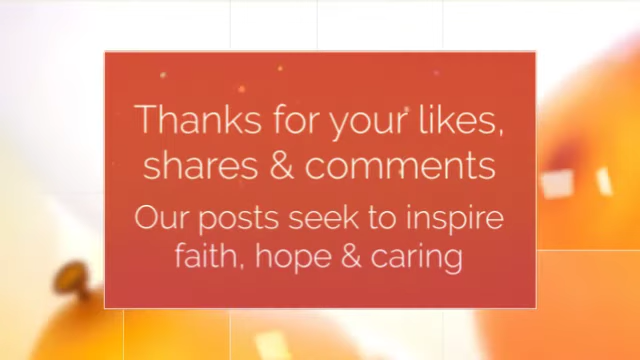 Thanks for your likes,
shares & comments
Our posts seek to inspire
faith, hope & caring